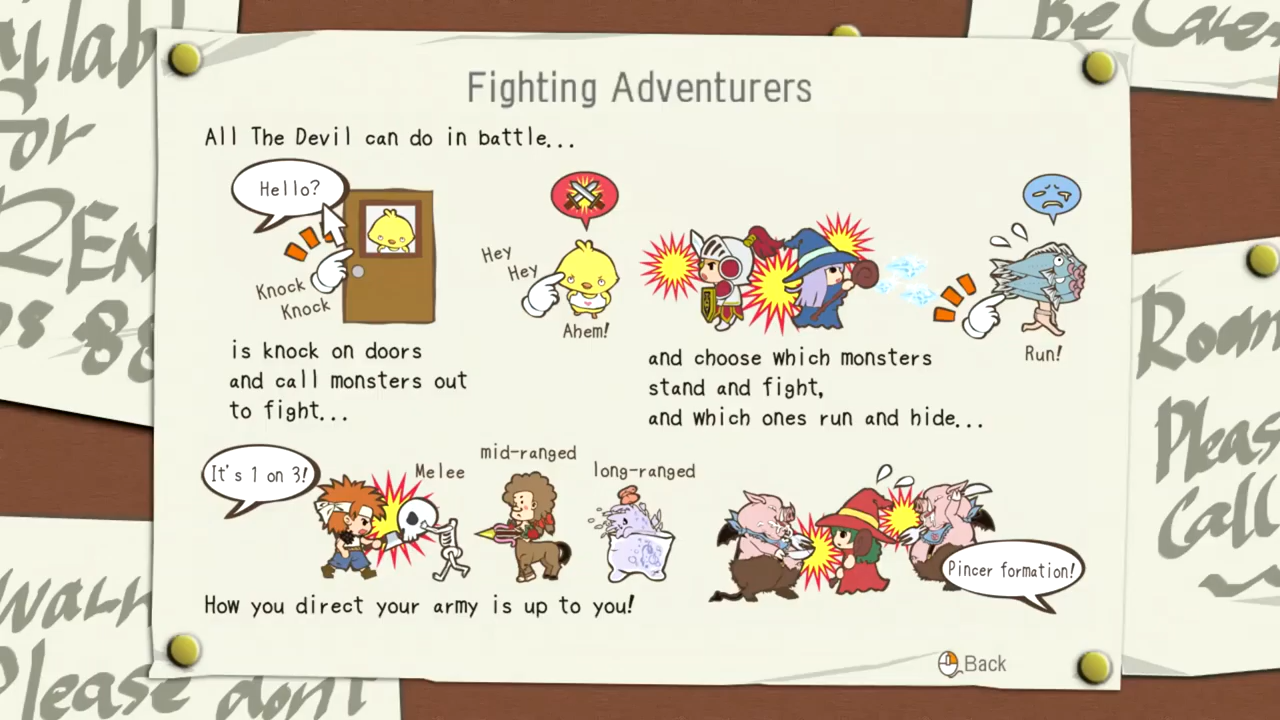 Fighting Adventurers
All The Devil can do in battle...
Hello?
Knock
Knock
is knock on doors
and call monsters out
to fight...
Hey
Hey
Ahem!
Run!
and choose which monsters
stand and fight,
and which ones run and hide...
It's 1 on 3!
Melee
mid-ranged
long-ranged
Pincer formation!
How you direct your army is up to you!
Back
Be Care
For
REN
Room
Please
Call
Please don't